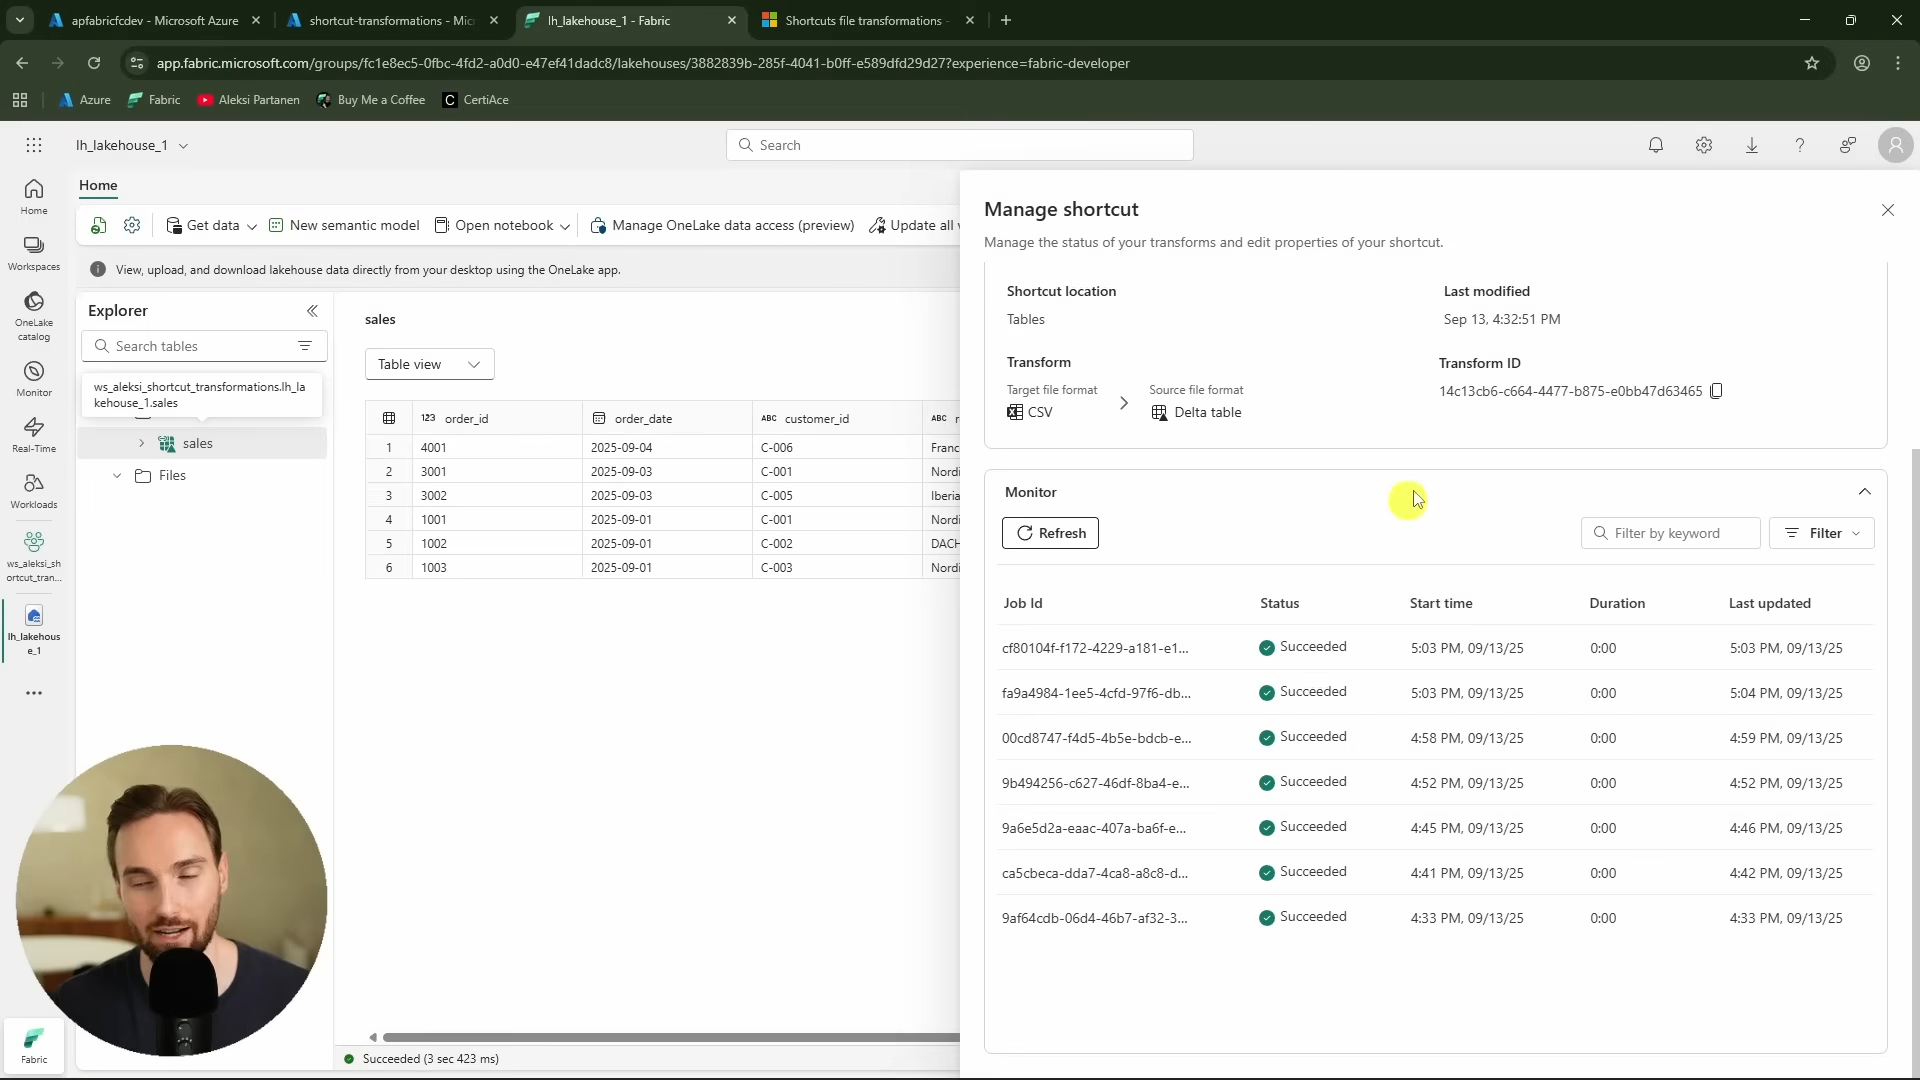 apfabricfcdev - Microsoft Azure
shortcut-transformations - Mic
lh_lakehouse_1 - Fabric
Shortcuts file transformations -
app.fabric.microsoft.com/groups/fc1e8ec5-0fbc-4fd2-a0d0-e47ef41dadc8/lakehouses/3882839b-285f-4041-b0ff-e589dfd29d27?experience=fabric-developer
Azure
Fabric
Aleksi Partanen
Buy Me a Coffee
CertiAce
lh_lakehouse_1
Search
Home
Workspaces
OneLake
catalog
Monitor
Real-Time
Workloads
ws_aleksi_sh
ortcut_tran...
lh_lakehous
e_1
Fabric
Home
Get data
New semantic model
Open notebook
Manage OneLake data access (preview)
Update all
View, upload, and download lakehouse data directly from your desktop using the OneLake app.
Explorer
Search tables
ws_aleksi_shortcut_transformations.lh_la
kehouse_1.sales
sales
Files
sales
Table view
123 order_id order_date ABC customer_id ABC
1 4001 2025-09-04 C-006 Franc
2 3001 2025-09-03 C-001 Nordi
3 3002 2025-09-03 C-005 Iberia
4 1001 2025-09-01 C-001 Nordi
5 1002 2025-09-01 C-002 DACH
6 1003 2025-09-01 C-003 Nordi
Succeeded (3 sec 423 ms)
Manage shortcut
Manage the status of your transforms and edit properties of your shortcut.
Shortcut location
Tables
Last modified
Sep 13, 4:32:51 PM
Transform
Target file format
CSV
Source file format
Delta table
Transform ID
14c13cb6-c664-4477-b875-e0bb47d63465
Monitor
Refresh
Filter by keyword
Filter
Job Id Status Start time Duration Last updated
cf80104f-f172-4229-a181-e1... Succeeded 5:03 PM, 09/13/25 0:00 5:03 PM, 09/13/25
fa9a4984-1ee5-4cfd-97f6-db... Succeeded 5:03 PM, 09/13/25 0:00 5:04 PM, 09/13/25
00cd8747-f4d5-4b5e-bdcb-e... Succeeded 4:58 PM, 09/13/25 0:00 4:59 PM, 09/13/25
9b494256-c627-46df-8ba4-e... Succeeded 4:52 PM, 09/13/25 0:00 4:52 PM, 09/13/25
9a6e5d2a-eaac-407a-ba6f-e... Succeeded 4:45 PM, 09/13/25 0:00 4:46 PM, 09/13/25
ca5cbeca-dda7-4ca8-a8c8-d... Succeeded 4:41 PM, 09/13/25 0:00 4:42 PM, 09/13/25
9af64cdb-06d4-46b7-af32-3... Succeeded 4:33 PM, 09/13/25 0:00 4:33 PM, 09/13/25